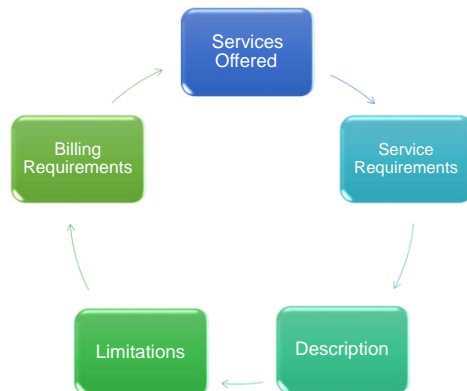 Services
Offered
Service
Requirements
Description
Limitations
Billing
Requirements